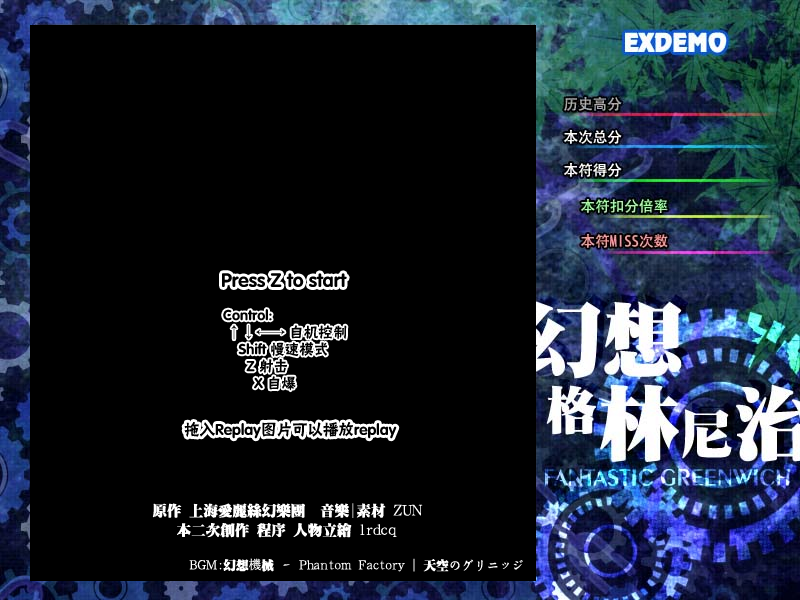 EXDEMO
历史高分
本次总分
本符得分
本符扣分倍率
本符MISS次数
Press Z to start
Control:
↑↓←→ 自机控制
Shift 慢速模式
Z 射击
X 自爆
拖入Replay图片可以播放replay
幻想
格林尼治
FANTASTIC GREENWICH
原作 上海愛麗絲幻樂團 音樂|素材 ZUN
本二次創作 程序 人物立繪 lrdcq
BGM:幻想機械 - Phantom Factory | 天空のグリニッジ